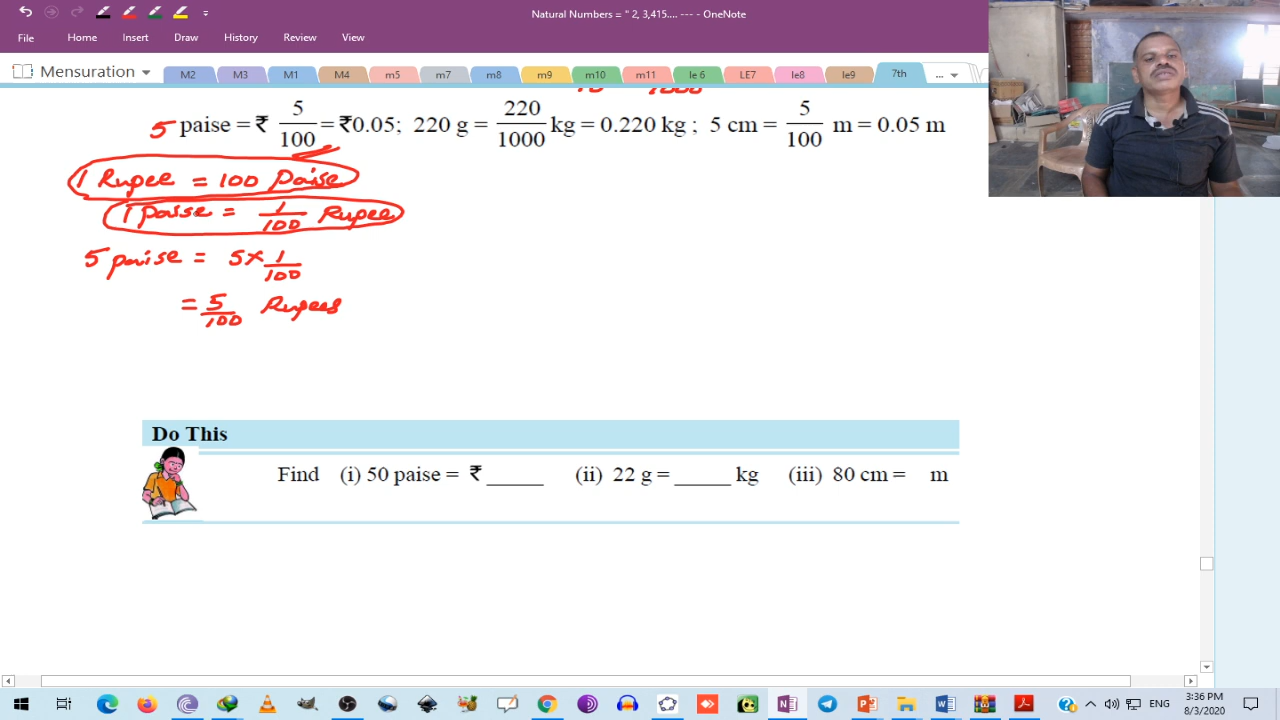 Natural Numbers = " 2, 3,415.... --- - OneNote
File Home Insert Draw History Review View
Mensuration M2 M3 M1 M4 m5 m7 m8 m9 m10 m11 le 6 LE7 le8 le9 7th ...
5 paise = ₹ 5/100 = ₹0.05; 220 g = 220/1000 kg = 0.220 kg ; 5 cm = 5/100 m = 0.05 m
1 Rupee = 100 Paise
1 paise = 1/100 Rupee
5 paise = 5 × 1/100
= 5/100 Rupees
Do This
Find (i) 50 paise = ₹ _____ (ii) 22 g = _____ kg (iii) 80 cm = m
ENG
3:36 PM
8/3/2020